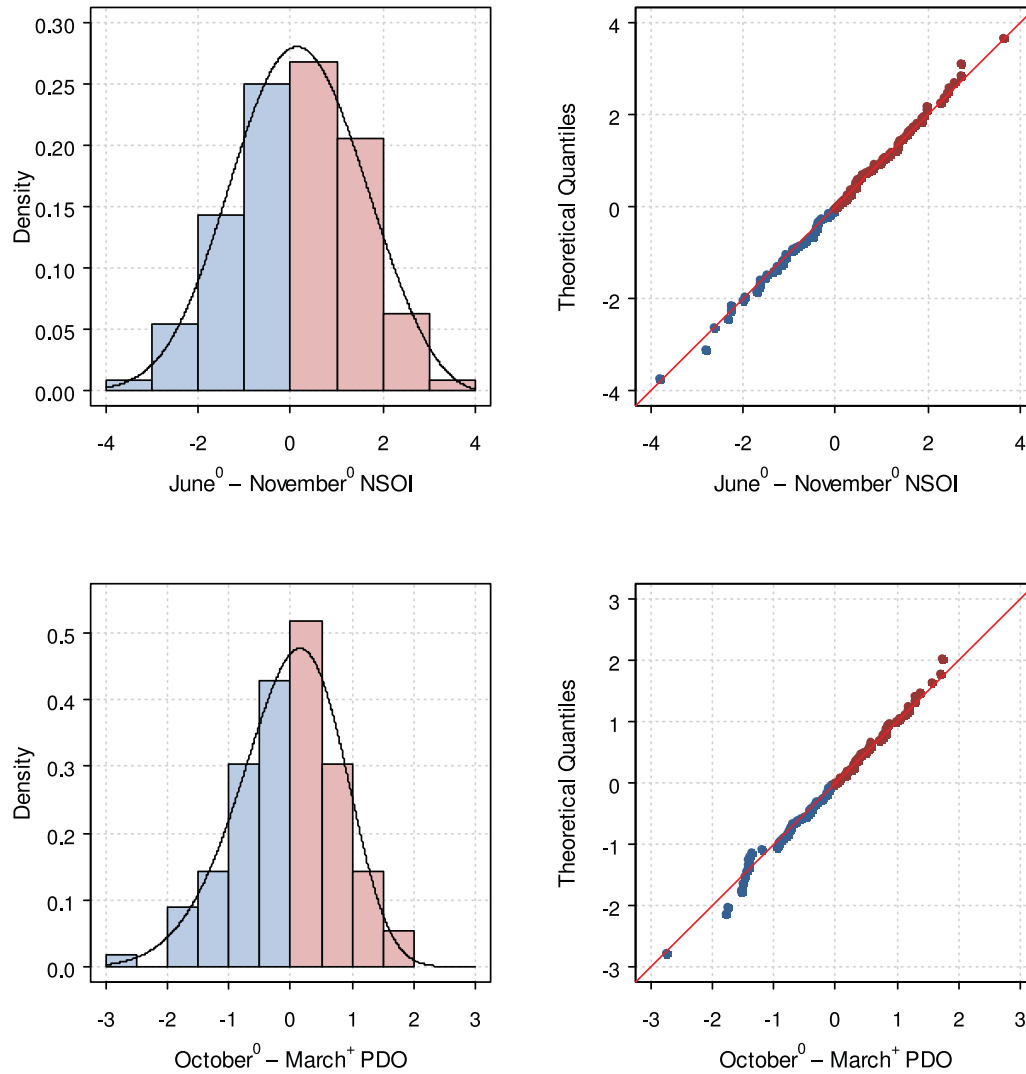 0.30
0.25
0.20
0.15
0.10
0.05
0.00
Density
-4 -2 0 2 4
June⁰ – November⁰ NSOI
4
2
0
-2
-4
Theoretical Quantiles
-4 -2 0 2 4
June⁰ – November⁰ NSOI
0.5
0.4
0.3
0.2
0.1
0.0
Density
-3 -2 -1 0 1 2 3
October⁰ – March⁺ PDO
3
2
1
0
-1
-2
-3
Theoretical Quantiles
-3 -2 -1 0 1 2 3
October⁰ – March⁺ PDO